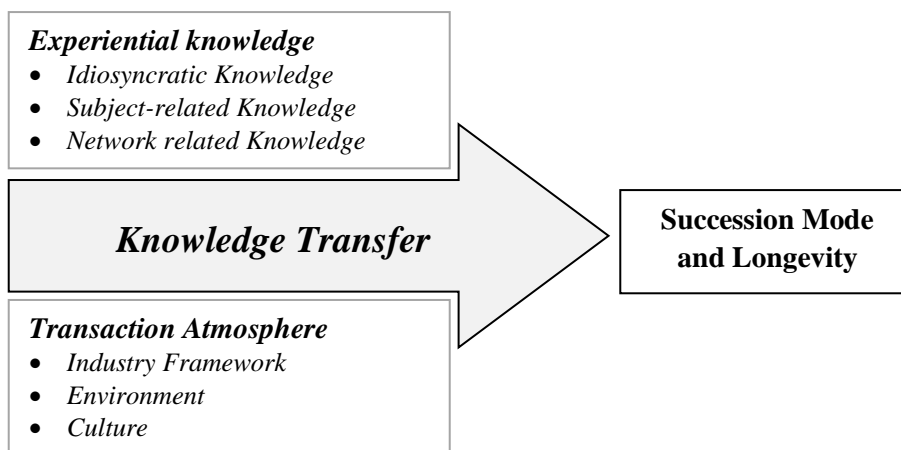 Experiential knowledge
• Idiosyncratic Knowledge
• Subject-related Knowledge
• Network related Knowledge
Knowledge Transfer
Succession Mode
and Longevity
Transaction Atmosphere
• Industry Framework
• Environment
• Culture